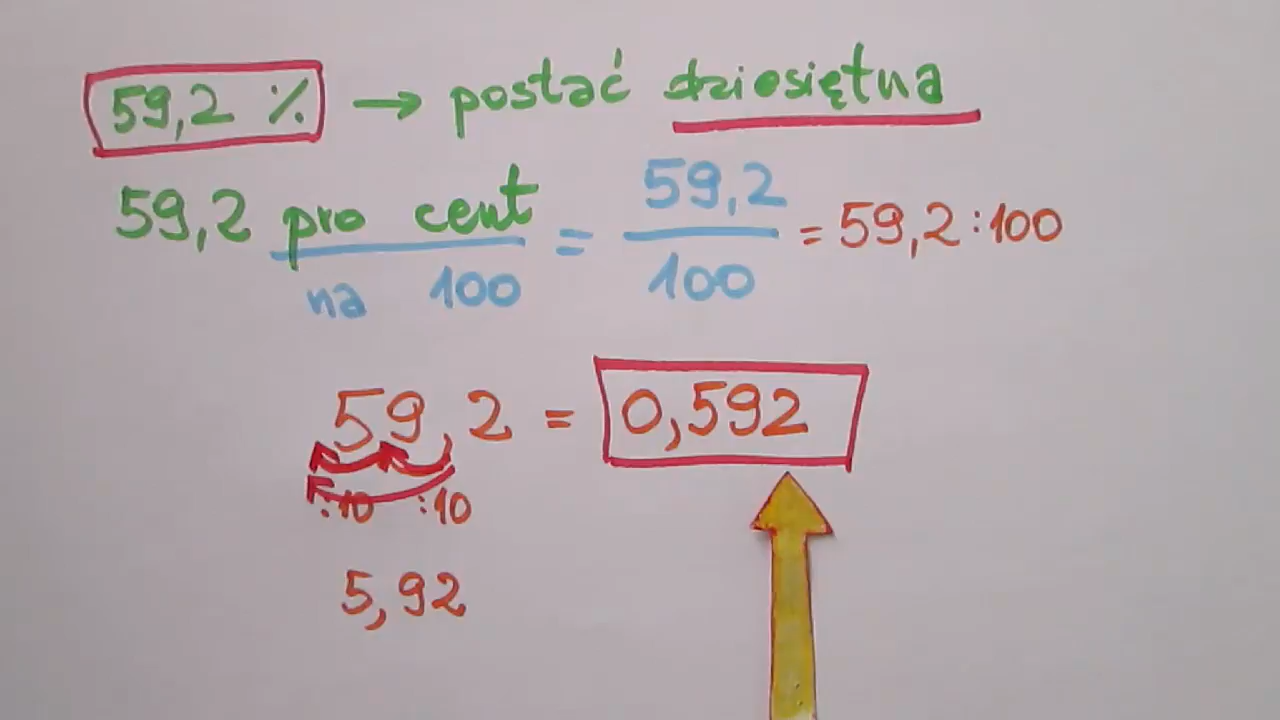 59,2 % → postać dziesiętna
59,2 pro cent = 59,2/100 = 59,2:100
na 100
59,2 = 0,592
:10 :10
5,92